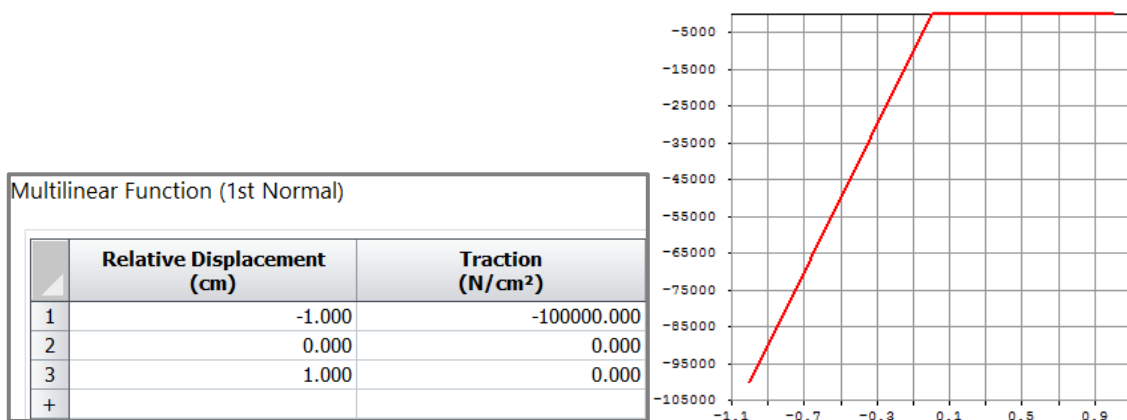 Multilinear Function (1st Normal)
Relative Displacement (cm) Traction (N/cm²)
1 -1.000 -100000.000
2 0.000 0.000
3 1.000 0.000
+
-5000
-15000
-25000
-35000
-45000
-55000
-65000
-75000
-85000
-95000
-105000
-1.1 -0.7 -0.3 0.1 0.5 0.9